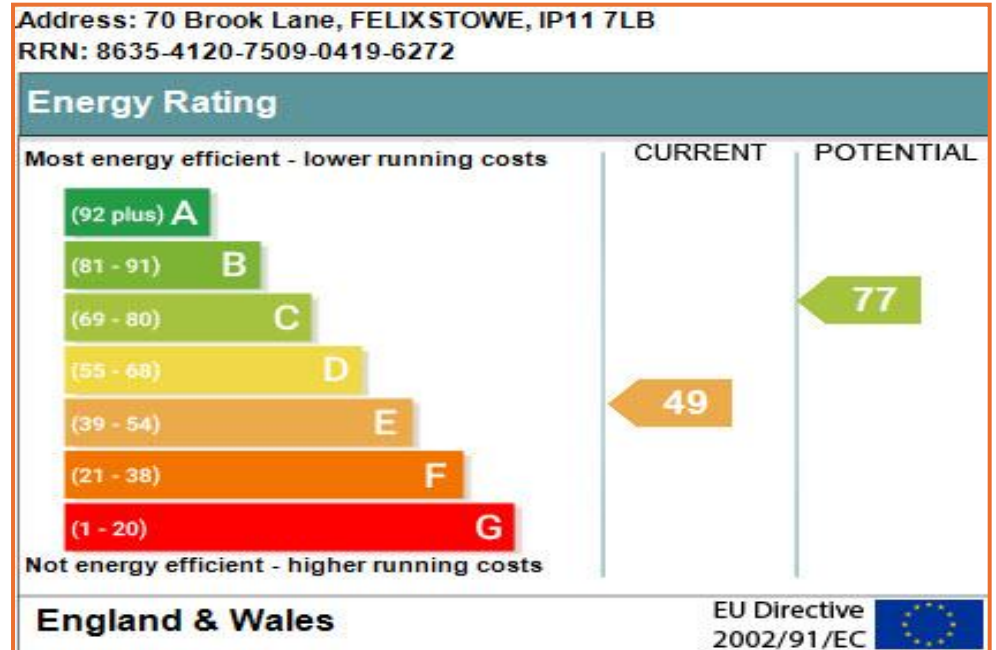 Address: 70 Brook Lane, FELIXSTOWE, IP11 7LB
RRN: 8635-4120-7509-0419-6272
Energy Rating
Most energy efficient - lower running costs
CURRENT
POTENTIAL
(92 plus) A
(81 - 91) B
(69 - 80) C
(55 - 68) D
(39 - 54) E
(21 - 38) F
(1 - 20) G
49
77
Not energy efficient - higher running costs
England & Wales
EU Directive
2002/91/EC